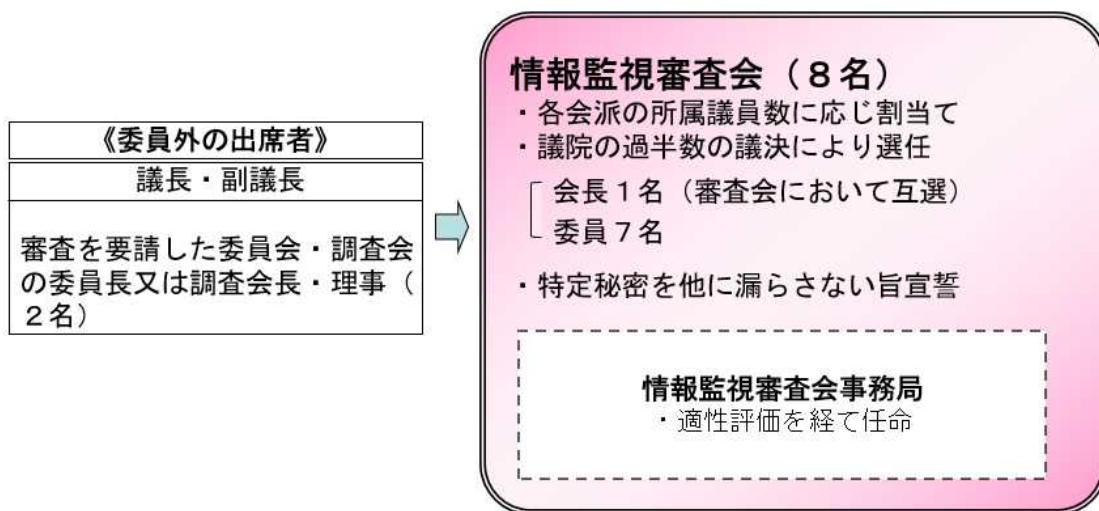 《委員外の出席者》
議長・副議長
審査を要請した委員会・調査会
の委員長又は調査会長・理事（
２名）
情報監視審査会（８名）
・各会派の所属議員数に応じ割当て
・議院の過半数の議決により選任
会長１名（審査会において互選）
委員７名
・特定秘密を他に漏らさない旨宣誓
情報監視審査会事務局
・適性評価を経て任命